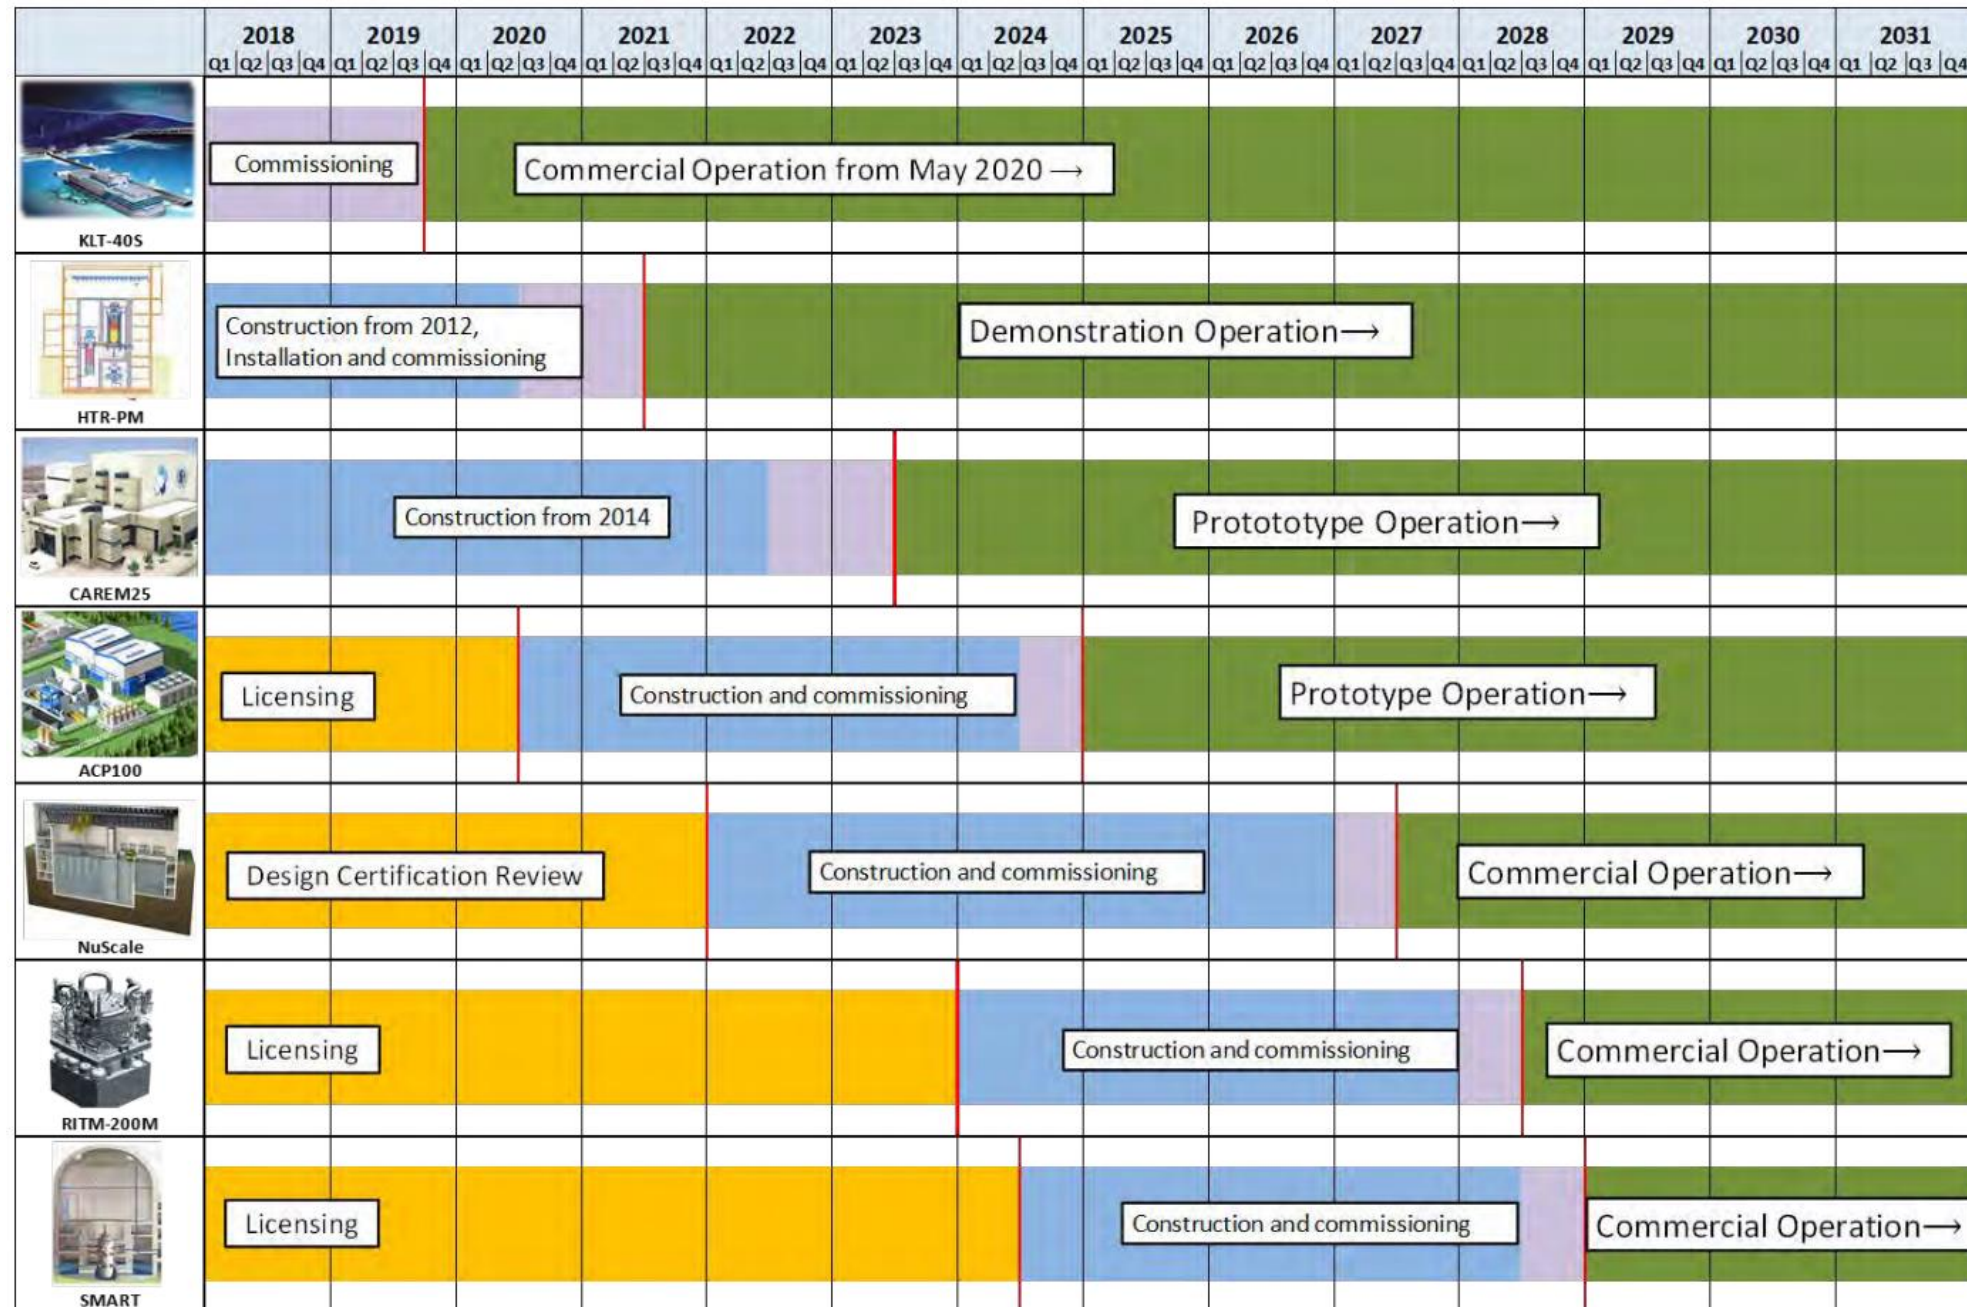 2018 2019 2020 2021 2022 2023 2024 2025 2026 2027 2028 2029 2030 2031
Q1 Q2 Q3 Q4 Q1 Q2 Q3 Q4 Q1 Q2 Q3 Q4 Q1 Q2 Q3 Q4 Q1 Q2 Q3 Q4 Q1 Q2 Q3 Q4 Q1 Q2 Q3 Q4 Q1 Q2 Q3 Q4 Q1 Q2 Q3 Q4 Q1 Q2 Q3 Q4 Q1 Q2 Q3 Q4 Q1 Q2 Q3 Q4 Q1 Q2 Q3 Q4 Q1 Q2 Q3 Q4
Commissioning
Commercial Operation from May 2020 →
KLT-40S
Construction from 2012,
Installation and commissioning
Demonstration Operation→
HTR-PM
Construction from 2014
Protototype Operation→
CAREM25
Licensing
Construction and commissioning
Prototype Operation→
ACP100
Design Certification Review
Construction and commissioning
Commercial Operation→
NuScale
Licensing
Construction and commissioning
Commercial Operation→
RITM-200M
Licensing
Construction and commissioning
Commercial Operation→
SMART